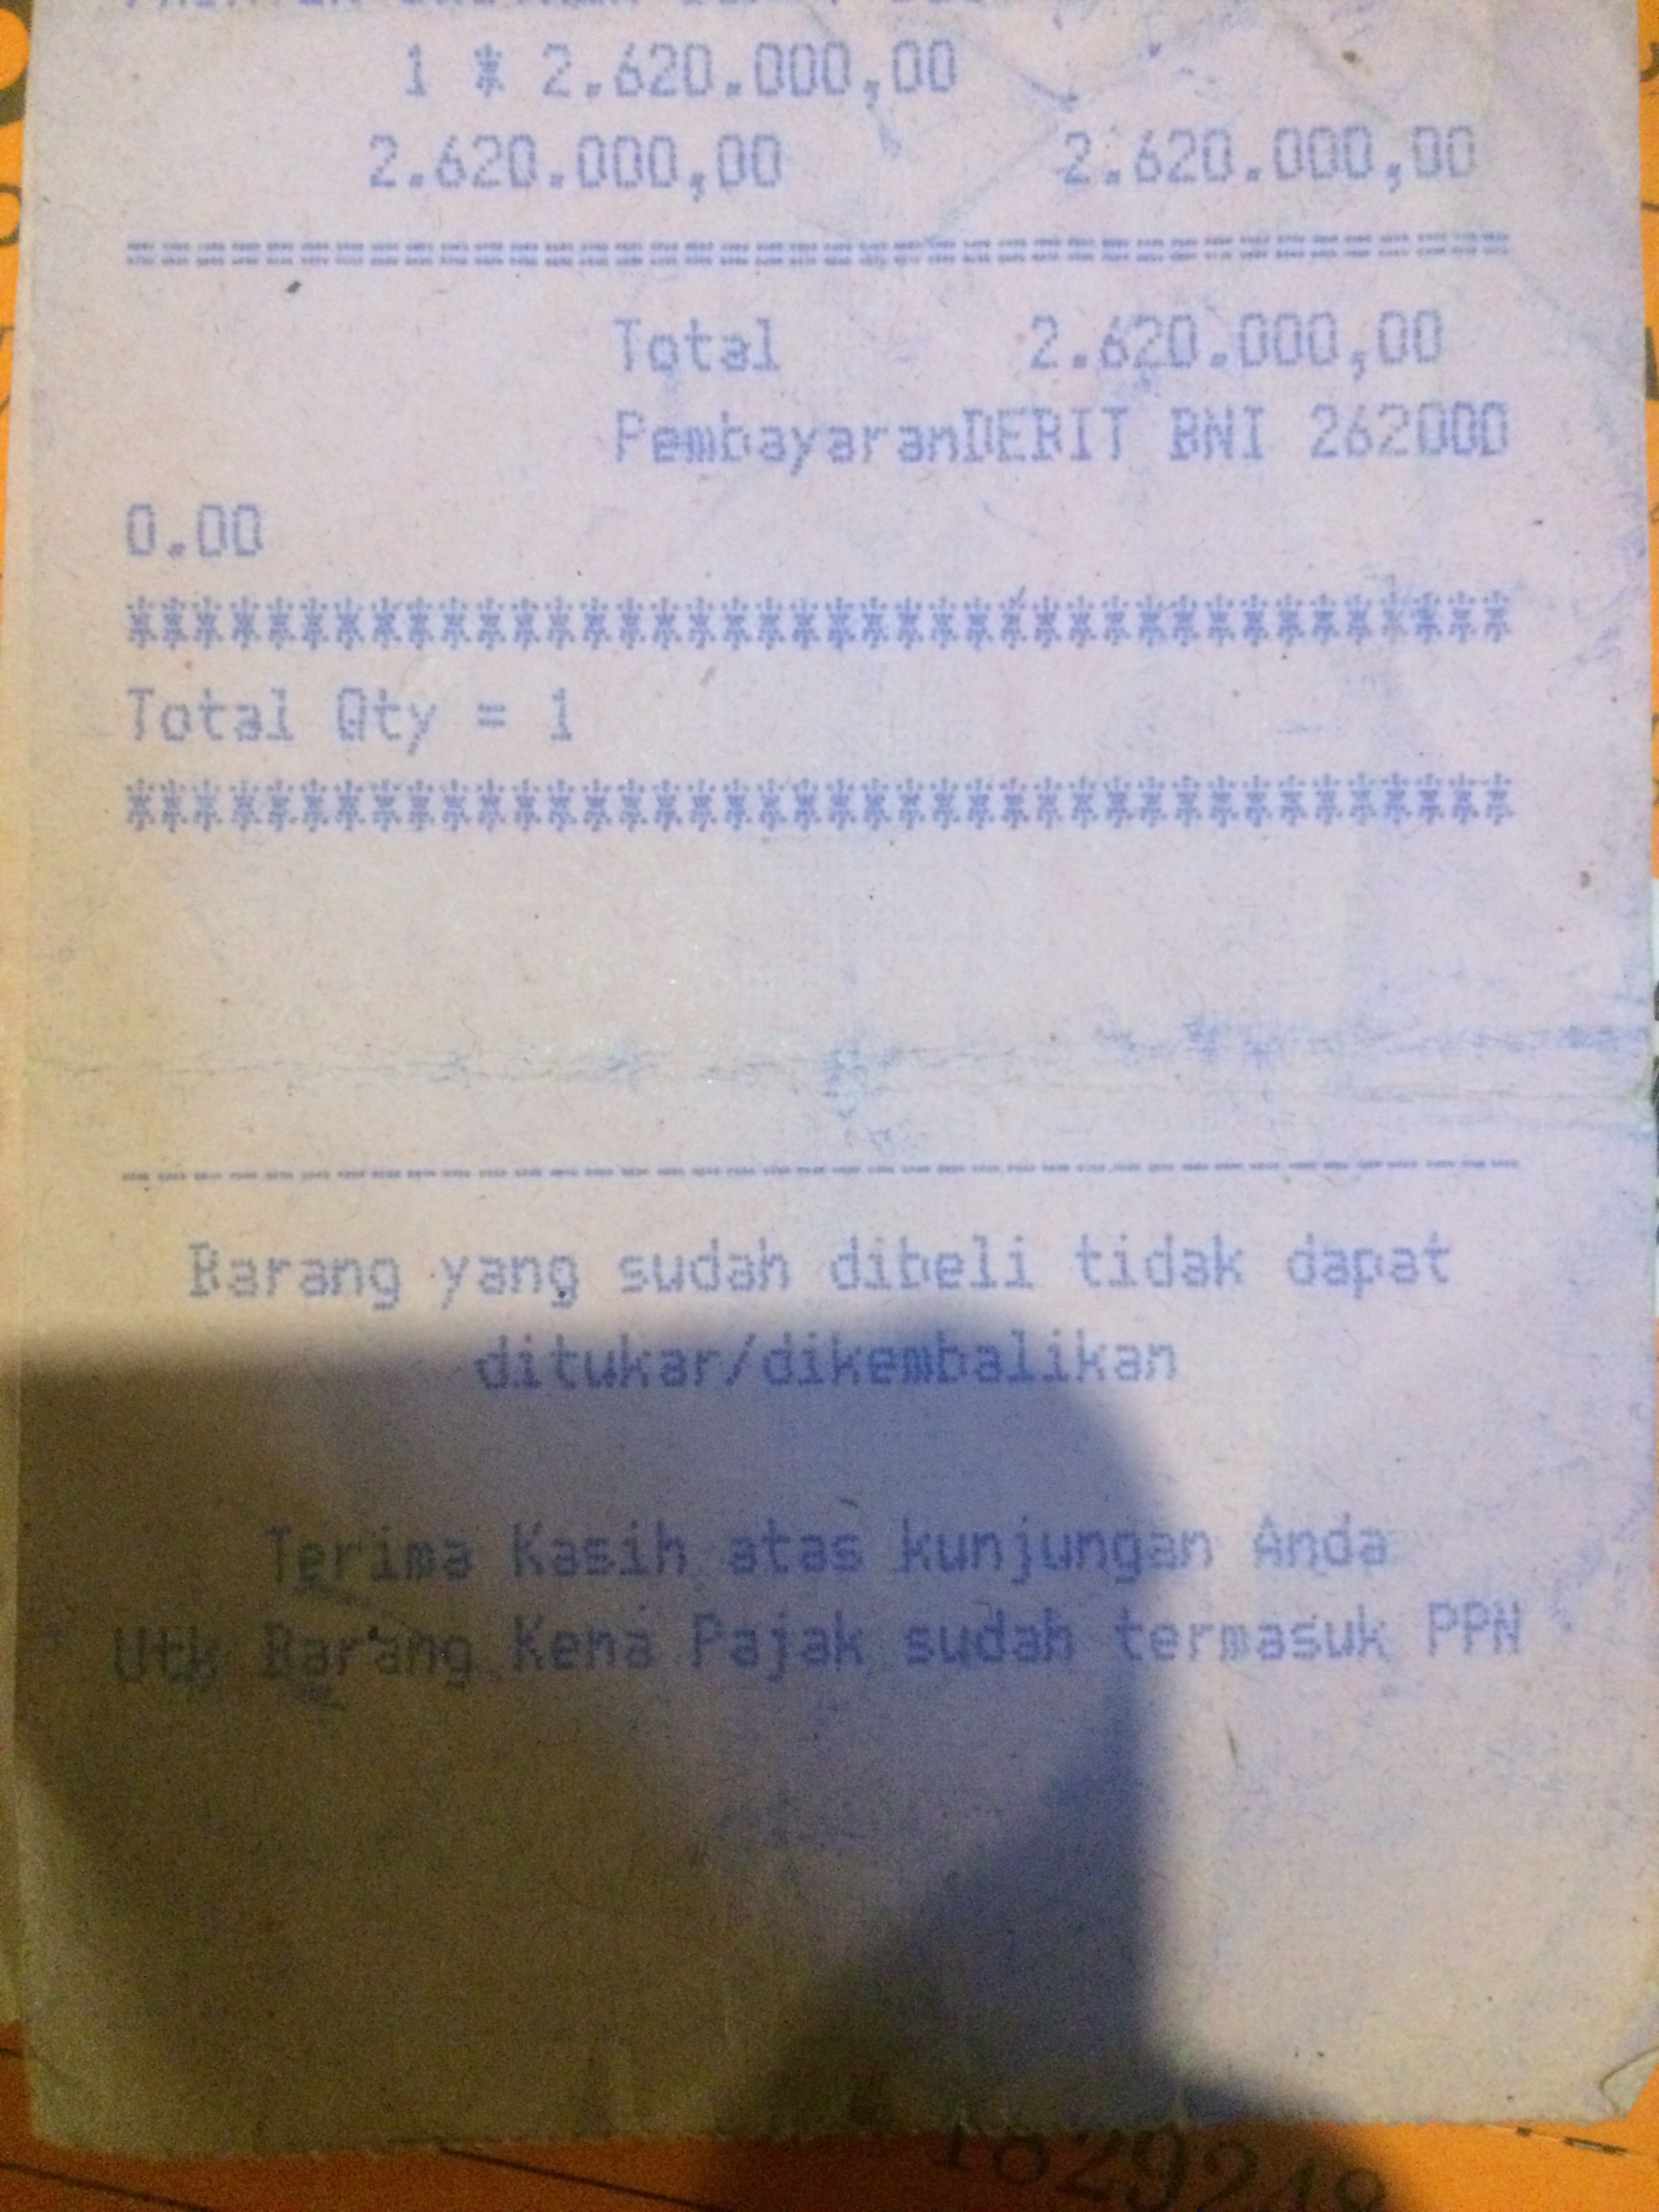 1 * 2.620.000,00
2.620.000,00 2.620.000,00
================================
Total 2.620.000,00
PembayaranDEBIT BNI 262000
0.00
****************************************
Total Qty = 1
****************************************
----------------------------------------
Barang yang sudah dibeli tidak dapat
ditukar/dikembalikan
Terima Kasih atas kunjungan Anda
Utk Barang Kena Pajak sudah termasuk PPN